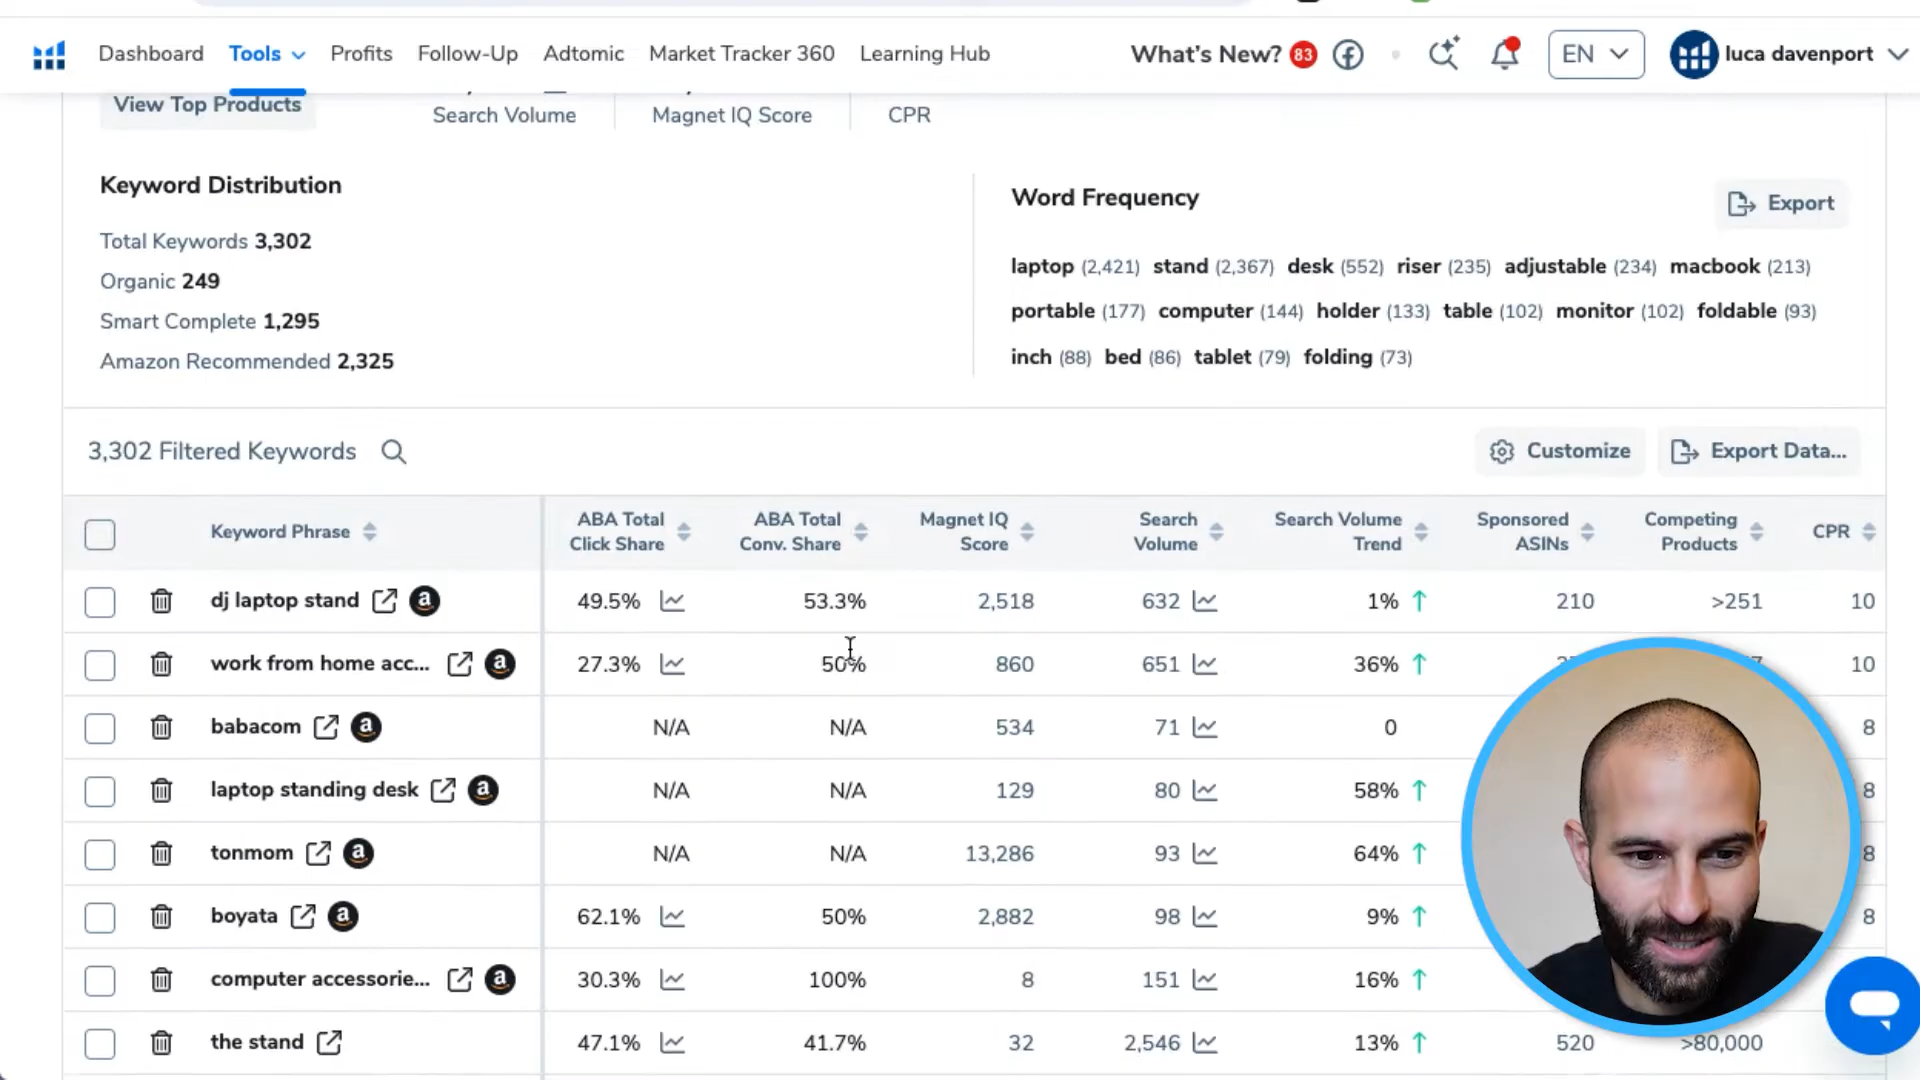 Dashboard Tools Profits Follow-Up Adtomic Market Tracker 360 Learning Hub What's New? 83 EN luca davenport
View Top Products Search Volume Magnet IQ Score CPR
Keyword Distribution
Total Keywords 3,302
Organic 249
Smart Complete 1,295
Amazon Recommended 2,325
Word Frequency Export
laptop (2,421) stand (2,367) desk (552) riser (235) adjustable (234) macbook (213)
portable (177) computer (144) holder (133) table (102) monitor (102) foldable (93)
inch (88) bed (86) tablet (79) folding (73)
3,302 Filtered Keywords Customize Export Data...
Keyword Phrase ABA Total Click Share ABA Total Conv. Share Magnet IQ Score Search Volume Search Volume Trend Sponsored ASINs Competing Products CPR
dj laptop stand a 49.5% 53.3% 2,518 632 1% 210 >251 10
work from home acc... a 27.3% 50% 860 651 36% 10
babacom a N/A N/A 534 71 0 8
laptop standing desk a N/A N/A 129 80 58% 8
tonmom a N/A N/A 13,286 93 64% 8
boyata a 62.1% 50% 2,882 98 9% 8
computer accessorie... a 30.3% 100% 8 151 16%
the stand 47.1% 41.7% 32 2,546 13% 520 >80,000